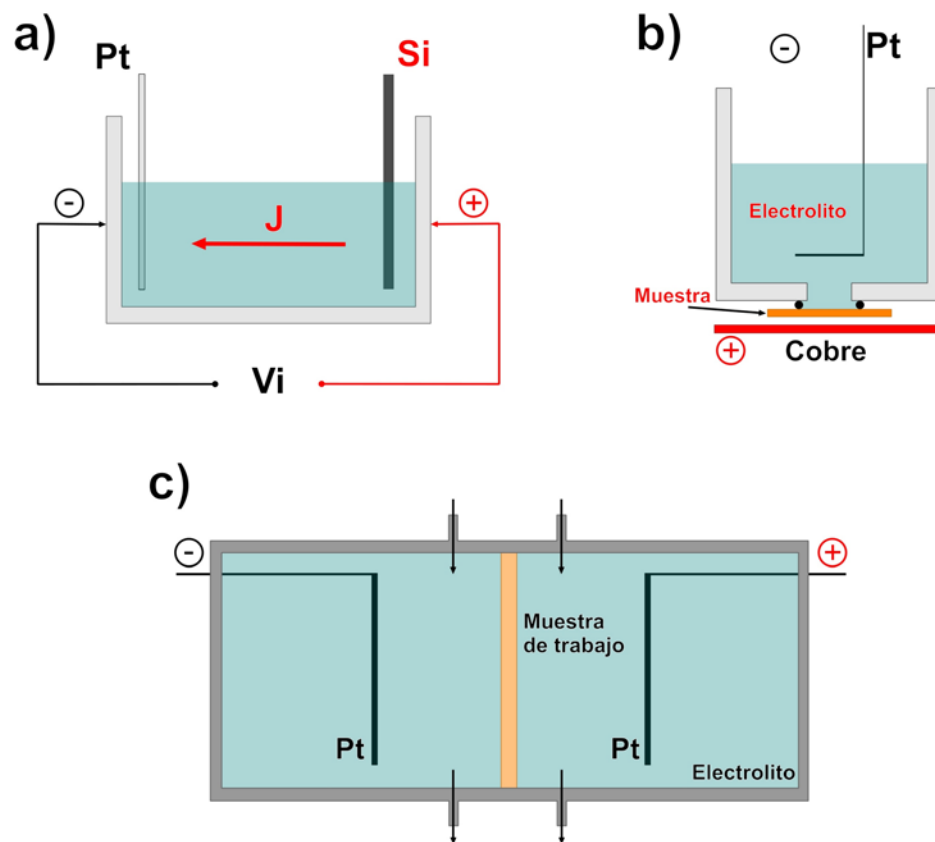 a)
Pt
Si
J
-
+
Vi
b)
-
Pt
Electrolito
Muestra
+
Cobre
c)
-
+
Muestra
de trabajo
Pt
Pt
Electrolito